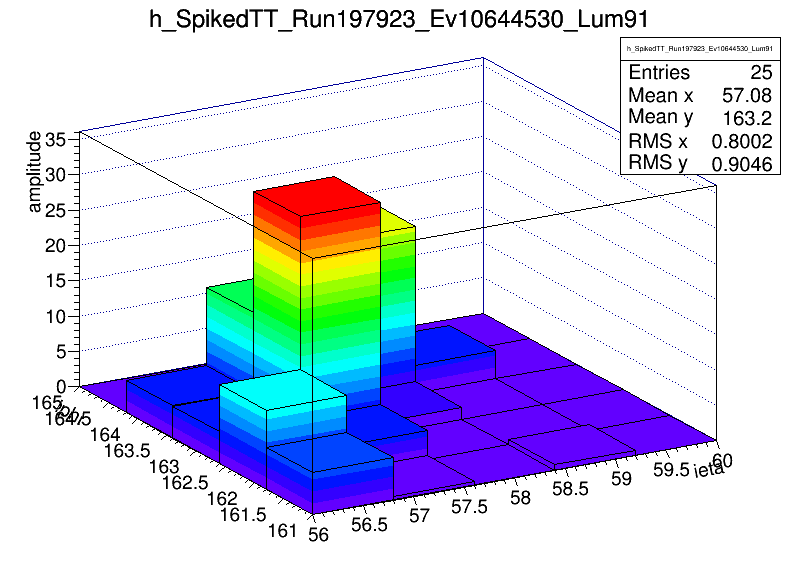 h_SpikedTT_Run197923_Ev10644530_Lum91
h_SpikedTT_Run197923_Ev10644530_Lum91
Entries 25
Mean x 57.08
Mean y 163.2
RMS x 0.8002
RMS y 0.9046
amplitude
35
30
25
20
15
10
5
0
165
164.5
164
163.5
163
162.5
162
161.5
161
56
56.5
57
57.5
58
58.5
59
59.5
60
ieta